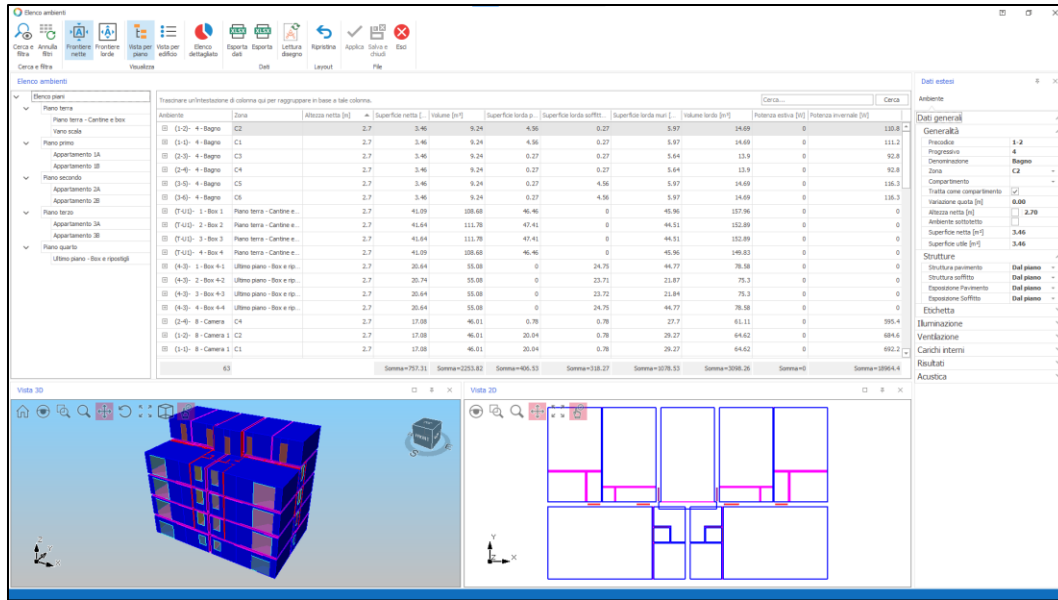 Elenco ambienti
Cerca e filtra Annulla filtri Frontiere nette Frontiere lorde Vista per piano Vista per edificio Elenco dettagliato Esporta dati Esporta Lettura disegno Ripristina Applica Salva e chiudi Esci
Cerca e filtra Visualizza Dati Layout File
Elenco ambienti
Elenco piani
Piano terra
Piano terra - Cantine e box
Vano scala
Piano primo
Appartamento 1A
Appartamento 1B
Piano secondo
Appartamento 2A
Appartamento 2B
Piano terzo
Appartamento 3A
Appartamento 3B
Piano quarto
Ultimo piano - Box e ripostigli
Trascinare un'intestazione di colonna qui per raggruppare in base a tale colonna. Cerca... Cerca
Ambiente Zona Altezza netta [m] Superficie netta [... Volume [m³] Superficie lorda p... Superficie lorda soffitt... Superficie lorda muri [... Volume lordo [m³] Potenza estiva [W] Potenza invernale [W]
(1-2)- 4 - Bagno C2 2.7 3.46 9.24 4.56 0.27 5.97 14.69 0 110.8
(1-1)- 4 - Bagno C1 2.7 3.46 9.24 4.56 0.27 5.97 14.69 0 111.2
(2-3)- 4 - Bagno C3 2.7 3.46 9.24 0.27 0.27 5.64 13.9 0 92.8
(2-4)- 4 - Bagno C4 2.7 3.46 9.24 0.27 0.27 5.64 13.9 0 92.8
(3-5)- 4 - Bagno C5 2.7 3.46 9.24 0.27 4.56 5.97 14.69 0 116.3
(3-6)- 4 - Bagno C6 2.7 3.46 9.24 0.27 4.56 5.97 14.69 0 116.3
(T-U1)- 1 - Box 1 Piano terra - Cantine e... 2.7 41.09 108.68 46.46 0 45.96 157.96 0 0
(T-U1)- 2 - Box 2 Piano terra - Cantine e... 2.7 41.64 111.78 47.41 0 44.51 152.89 0 0
(T-U1)- 3 - Box 3 Piano terra - Cantine e... 2.7 41.64 111.78 47.41 0 44.51 152.89 0 0
(T-U1)- 4 - Box 4 Piano terra - Cantine e... 2.7 41.09 108.68 46.46 0 45.96 149.83 0 0
(4-3)- 1 - Box 4-1 Ultimo piano - Box e rip... 2.7 20.64 55.08 0 24.75 44.77 78.58 0 0
(4-3)- 2 - Box 4-2 Ultimo piano - Box e rip... 2.7 20.74 55.08 0 23.71 21.87 75.3 0 0
(4-3)- 3 - Box 4-3 Ultimo piano - Box e rip... 2.7 20.64 55.08 0 23.72 21.84 75.3 0 0
(4-3)- 4 - Box 4-4 Ultimo piano - Box e rip... 2.7 20.64 55.08 0 24.77 44.77 78.58 0 0
(2-4)- 8 - Camera C4 2.7 17.08 46.01 0.78 0.78 27.7 61.11 0 595.4
(1-2)- 8 - Camera 1 C2 2.7 17.08 46.01 20.04 0.78 29.27 64.62 0 684.6
(1-1)- 8 - Camera 1 C1 2.7 17.08 46.01 20.04 0.78 29.27 64.62 0 692.2
63 Somma=757.31 Somma=2253.82 Somma=406.53 Somma=318.27 Somma=1078.53 Somma=3098.26 Somma=0 Somma=18964.4
Dati estesi
Ambiente
Dati generali
Generalità
Precodice 1-2
Progressivo 4
Denominazione Bagno
Zona C2
Compartimento
Tratta come compartimento
Variazione quota [m] 0.00
Altezza netta [m] 2.70
Ambiente sottotetto
Superficie netta [m²] 3.46
Superficie utile [m²] 3.46
Strutture
Struttura pavimento Dal piano
Struttura soffitto Dal piano
Esposizione Pavimento Dal piano
Esposizione Soffitto Dal piano
Etichetta
Illuminazione
Ventilazione
Carichi interni
Risultati
Acustica
Vista 3D
S
Z
Y
X
Vista 2D
Y
Z
X